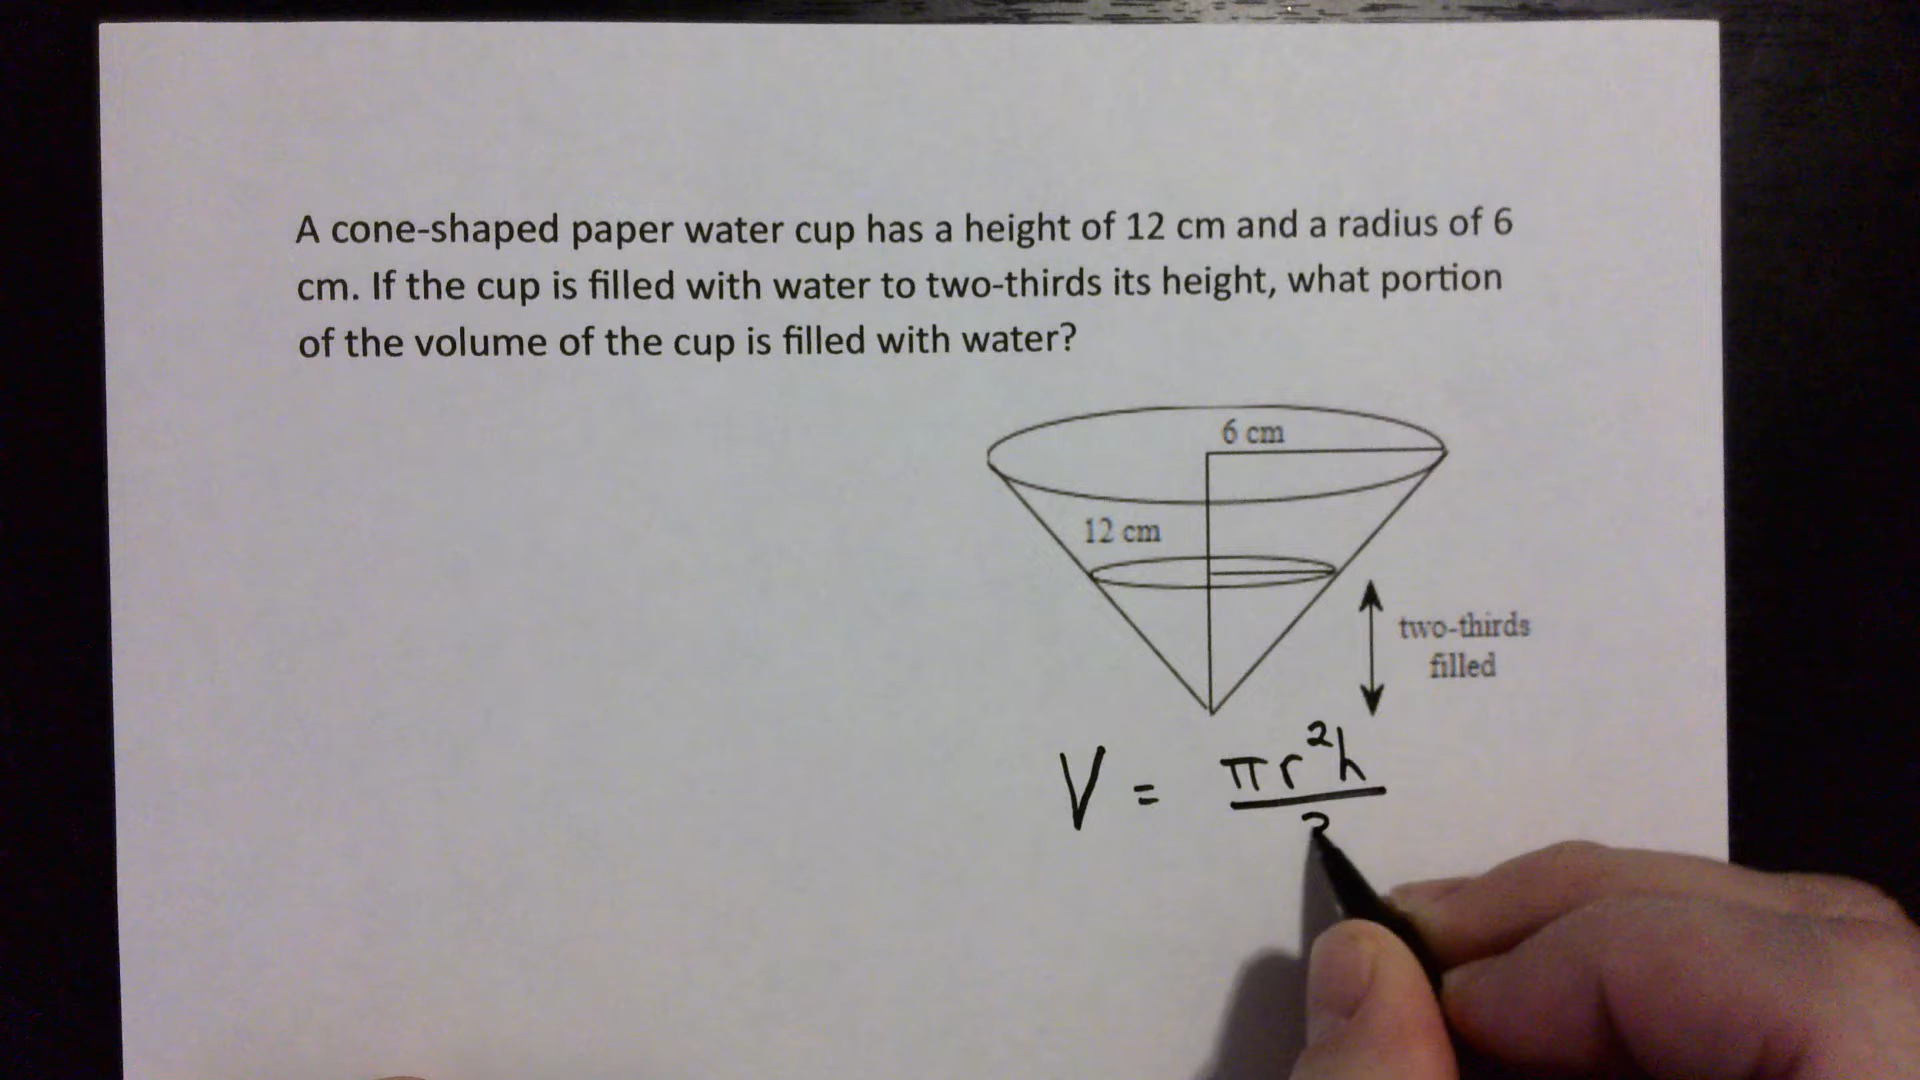 A cone-shaped paper water cup has a height of 12 cm and a radius of 6
cm. If the cup is filled with water to two-thirds its height, what portion
of the volume of the cup is filled with water?
6 cm
12 cm
two-thirds
filled
V = πr²h
3